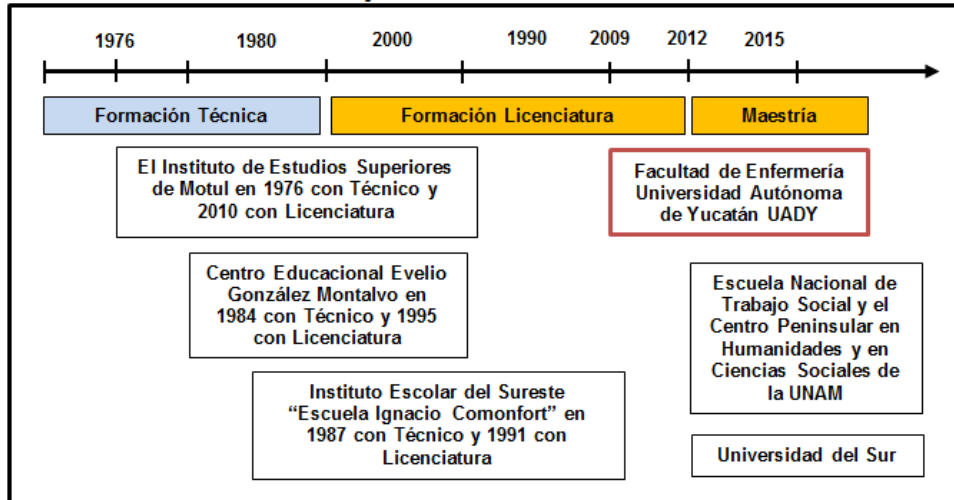 1976 1980 2000 1990 2009 2012 2015
Formación Técnica
Formación Licenciatura
Maestría
El Instituto de Estudios Superiores
de Motul en 1976 con Técnico y
2010 con Licenciatura
Facultad de Enfermería
Universidad Autónoma
de Yucatán UADY
Centro Educacional Evelio
González Montalvo en
1984 con Técnico y 1995
con Licenciatura
Escuela Nacional de
Trabajo Social y el
Centro Peninsular en
Humanidades y en
Ciencias Sociales de
la UNAM
Instituto Escolar del Sureste
“Escuela Ignacio Comonfort” en
1987 con Técnico y 1991 con
Licenciatura
Universidad del Sur